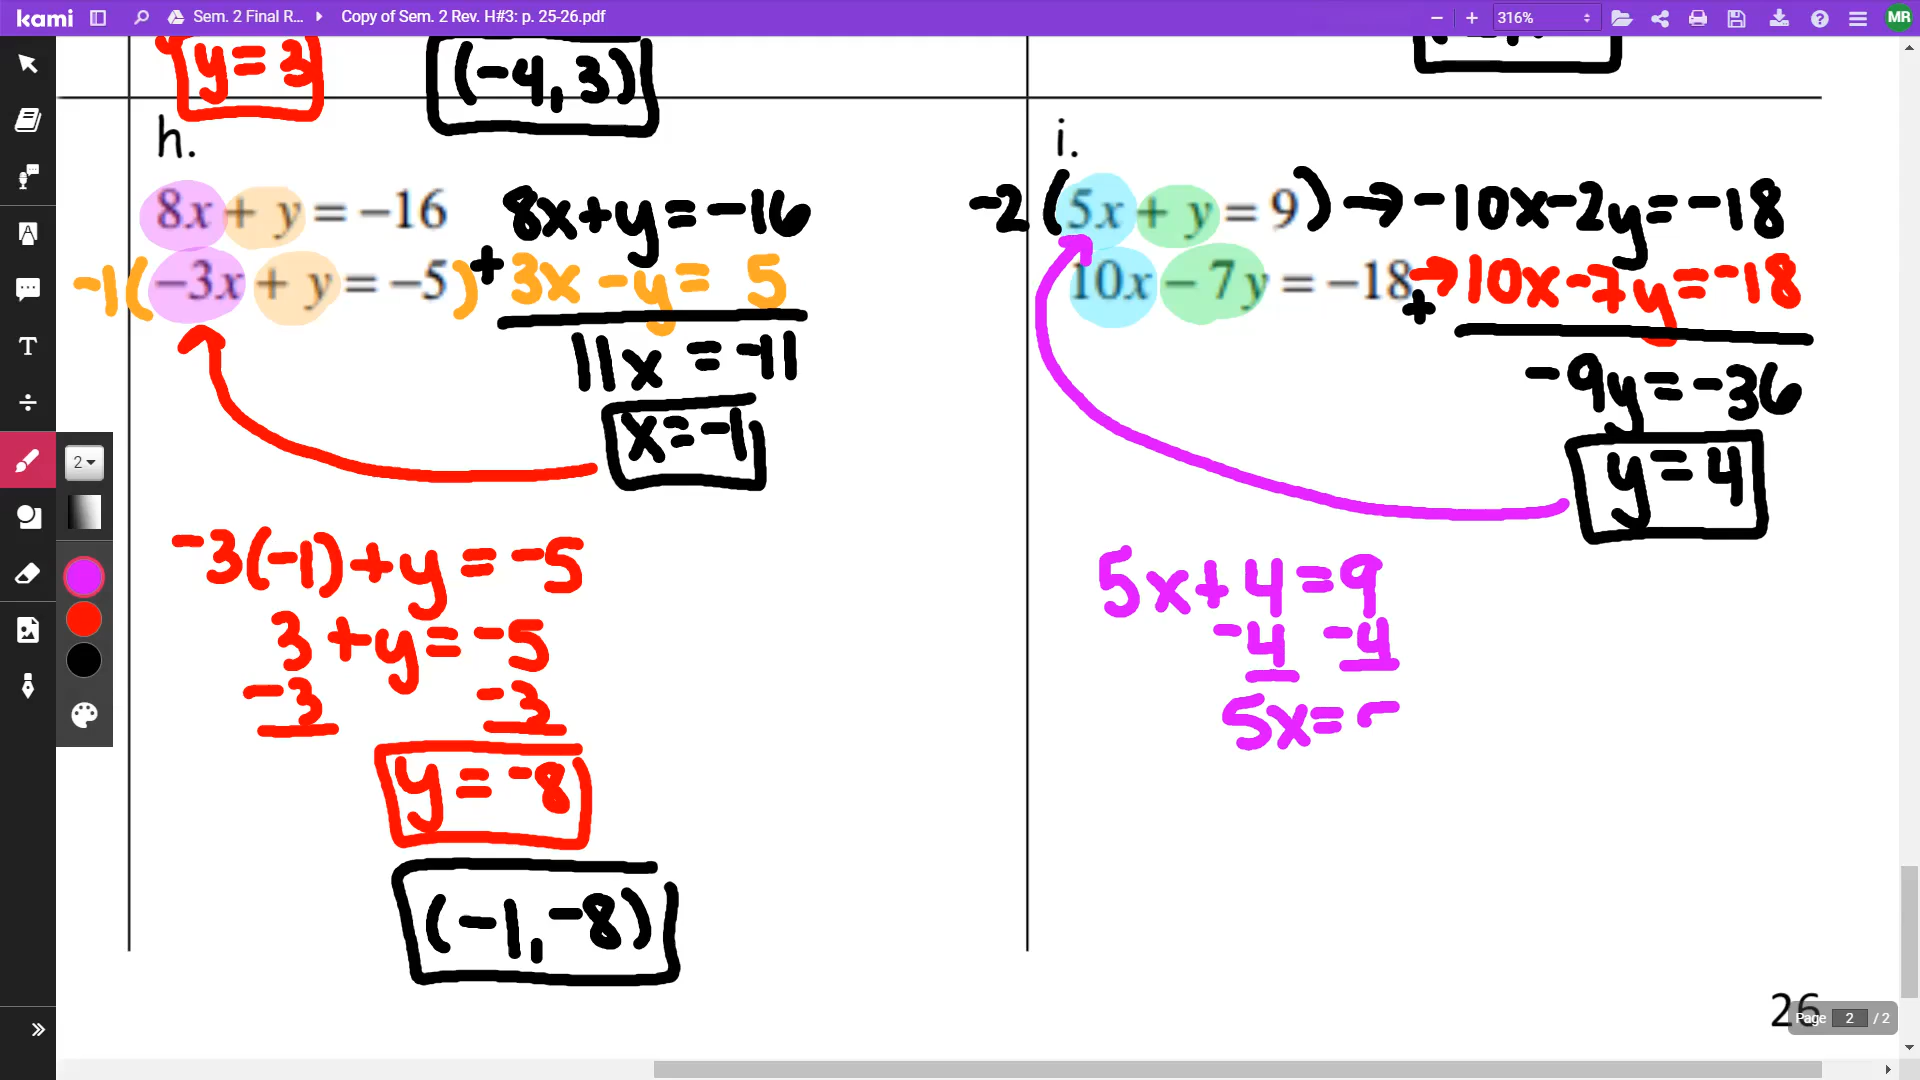 kami Sem. 2 Final R... Copy of Sem. 2 Rev. H#3: p. 25-26.pdf 316% MR
y = 3
(-4, 3)
h.
8x + y = −16
-1(−3x + y = −5)
8x+y=-16
+ 3x -y= 5
11x = -11
x=-1
-3(-1)+y=-5
3 +y=-5
-3 -3
y=-8
(-1,-8)
i.
-2(5x + y = 9) → -10x-2y=-18
10x − 7y = −18 → 10x-7y=-18
+
-9y=-36
y=4
5x+4=9
-4 -4
5x=
26
Page 2 / 2
2
T